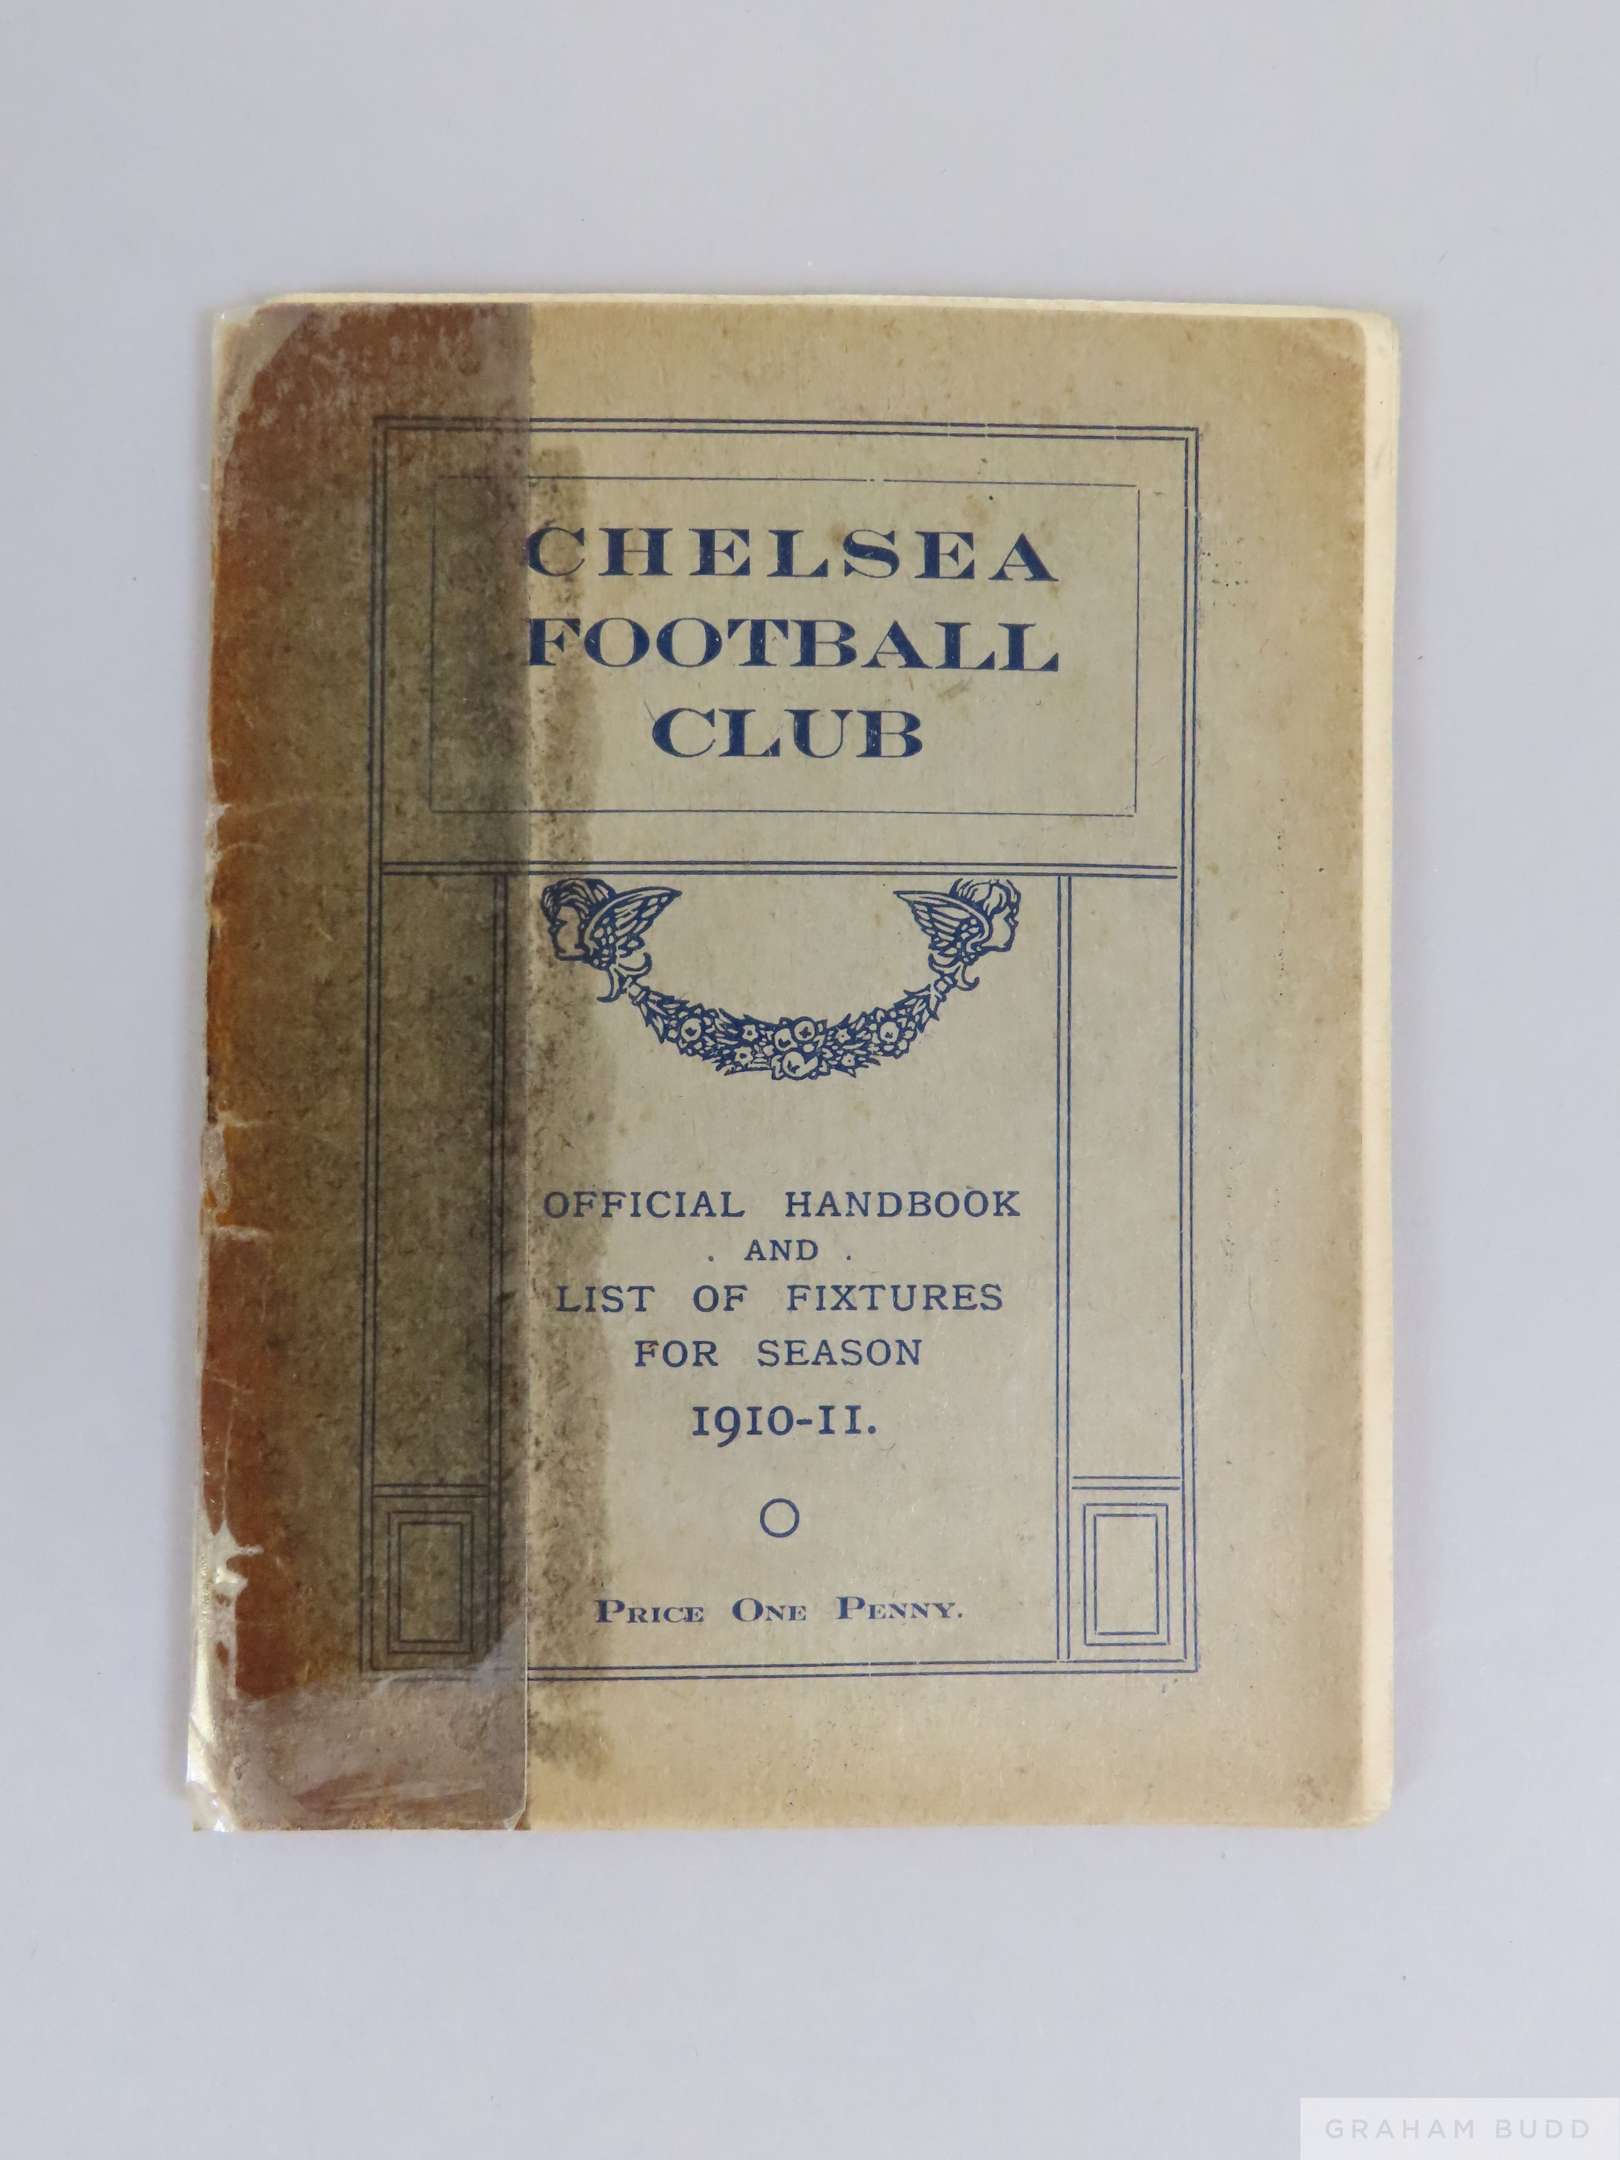 CHELSEA
FOOTBALL
CLUB
OFFICIAL HANDBOOK
. AND .
LIST OF FIXTURES
FOR SEASON
1910-11.
PRICE ONE PENNY.
GRAHAM BUDD